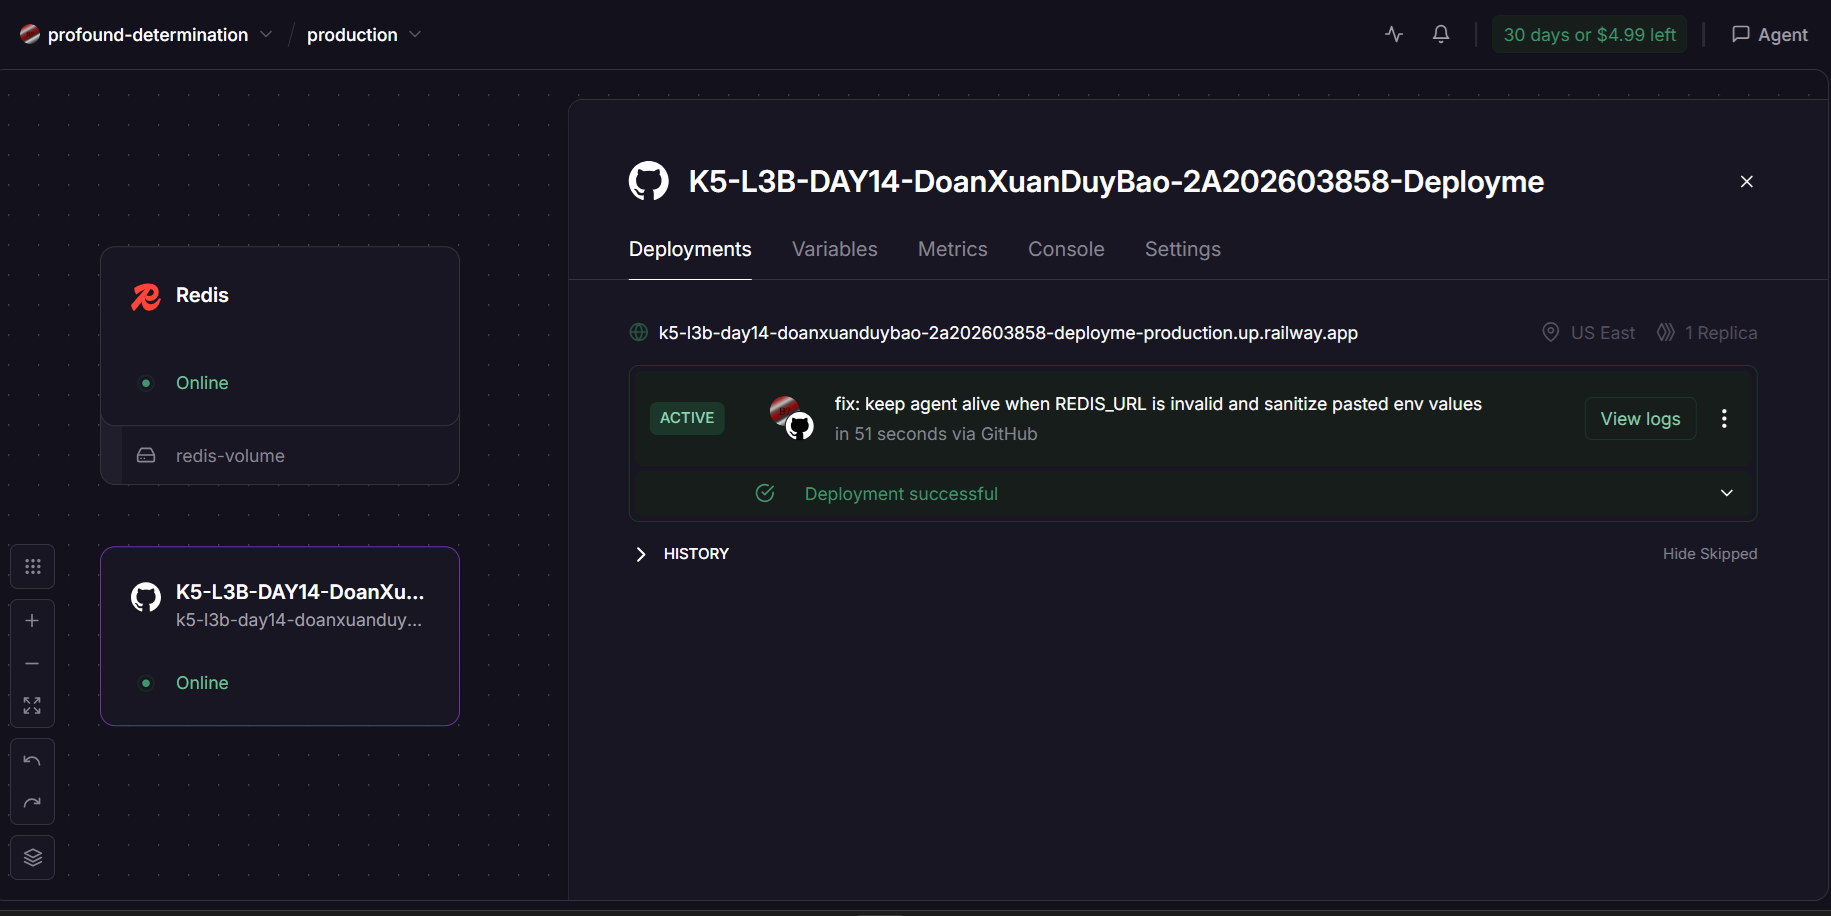 profound-determination
production
30 days or $4.99 left
Agent
Redis
Online
redis-volume
K5-L3B-DAY14-DoanXu...
k5-l3b-day14-doanxuanduy...
Online
K5-L3B-DAY14-DoanXuanDuyBao-2A202603858-Deployme
Deployments Variables Metrics Console Settings
k5-l3b-day14-doanxuanduybao-2a202603858-deployme-production.up.railway.app
US East
1 Replica
ACTIVE
fix: keep agent alive when REDIS_URL is invalid and sanitize pasted env values
in 51 seconds via GitHub
View logs
Deployment successful
HISTORY
Hide Skipped